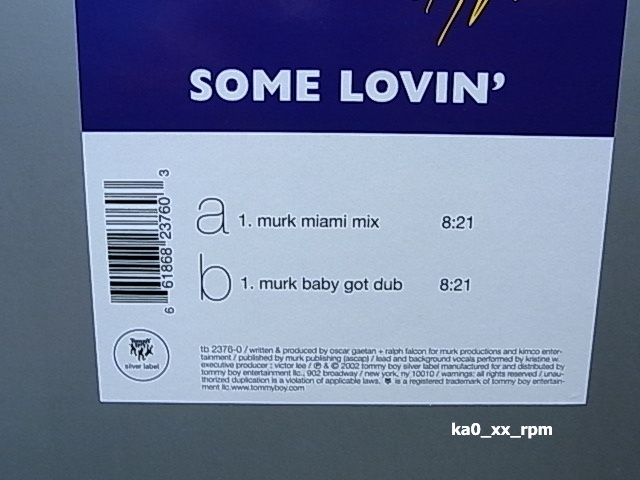 SOME LOVIN'
a 1. murk miami mix 8:21
b 1. murk baby got dub 8:21
6 61868 23760 3
TOMMY BOY
silver label
tb 2376-0 / written & produced by oscar gaetan + ralph falcon for murk productions and kimco enter-
tainment / published by murk publishing (ascap) / lead and background vocals performed by kristine w.
executive producer : victor lee / ℗ & © 2002 tommy boy silver label manufactured for and distributed by
tommy boy entertainment llc., 902 broadway / new york, ny 10010 / warnings: all rights reserved / unau-
thorized duplication is a violation of applicable laws. is a registered trademark of tommy boy entertain-
ment llc.www.tommyboy.com
ka0_xx_rpm